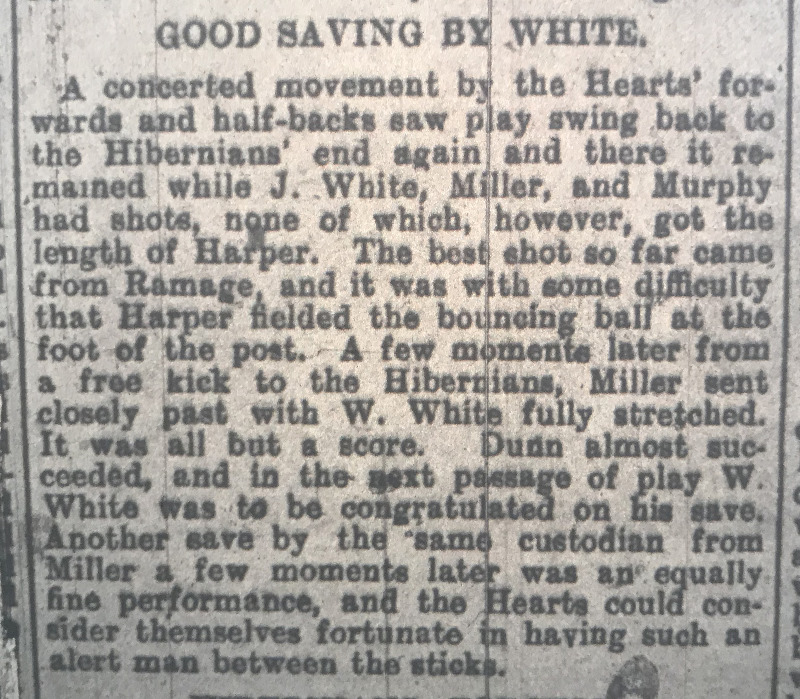 GOOD SAVING BY WHITE.
A concerted movement by the Hearts' for-
wards and half-backs saw play swing back to
the Hibernians' end again and there it re-
mained while J. White, Miller, and Murphy
had shots, none of which, however, got the
length of Harper. The best shot so far came
from Ramage, and it was with some difficulty
that Harper fielded the bouncing ball at the
foot of the post. A few moments later from
a free kick to the Hibernians, Miller sent
closely past with W. White fully stretched.
It was all but a score. Dunn almost suc-
ceeded, and in the next passage of play W.
White was to be congratulated on his save.
Another save by the same custodian from
Miller a few moments later was an equally
fine performance, and the Hearts could con-
sider themselves fortunate in having such an
alert man between the sticks.